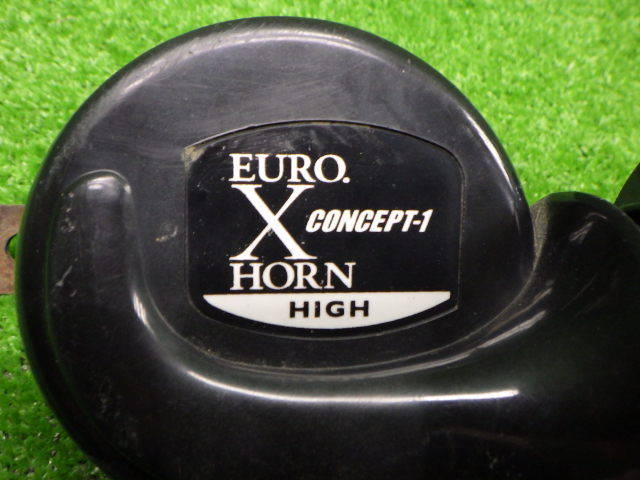 EURO.
X CONCEPT-1
HORN
HIGH